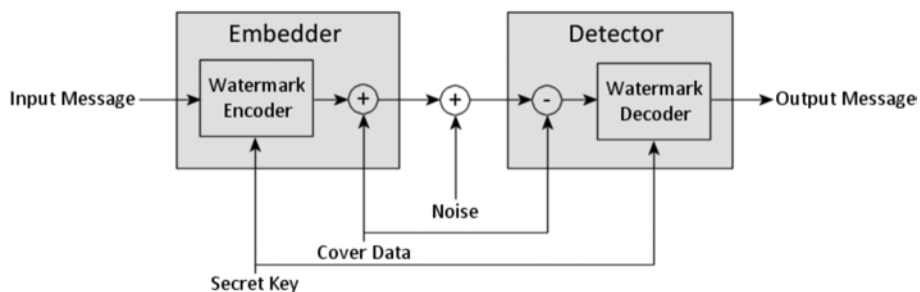 Embedder
Detector
Input Message
Watermark
Encoder
+
+
-
Watermark
Decoder
Output Message
Noise
Cover Data
Secret Key